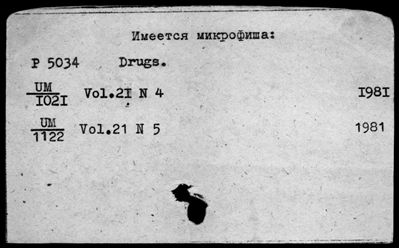 Имеется микрофиша:
P 5034 Drugs.
UM
1021 Vol.21 N 4 1981
UM
1122 Vol.21 N 5 1981